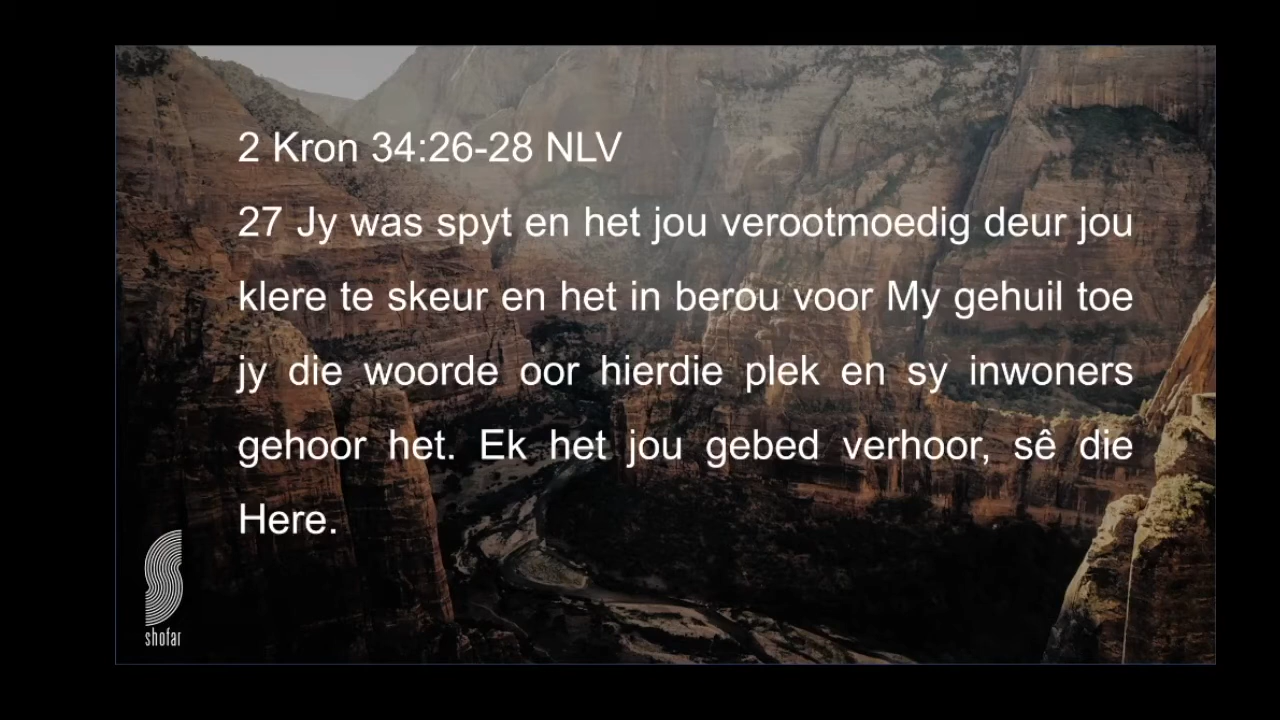 2 Kron 34:26-28 NLV
27 Jy was spyt en het jou verootmoedig deur jou
klere te skeur en het in berou voor My gehuil toe
jy die woorde oor hierdie plek en sy inwoners
gehoor het. Ek het jou gebed verhoor, sê die
Here.
shofar